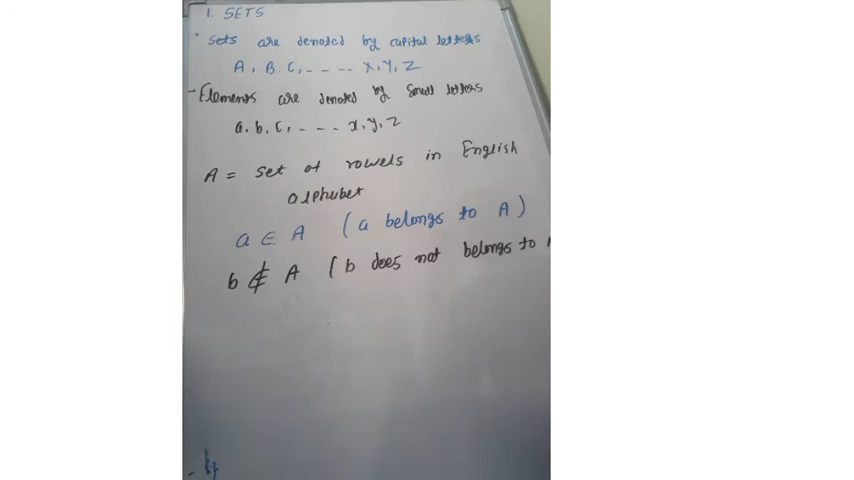 1. SETS
• Sets are denoted by capital letters
A, B. C, - - - - X, Y, Z
- Elements are denoted by Small letters
a. b, c, - - - - x, y, z
A = set of vowels in English
alphabet
a ∈ A (a belongs to A)
b ∉ A (b does not belongs to